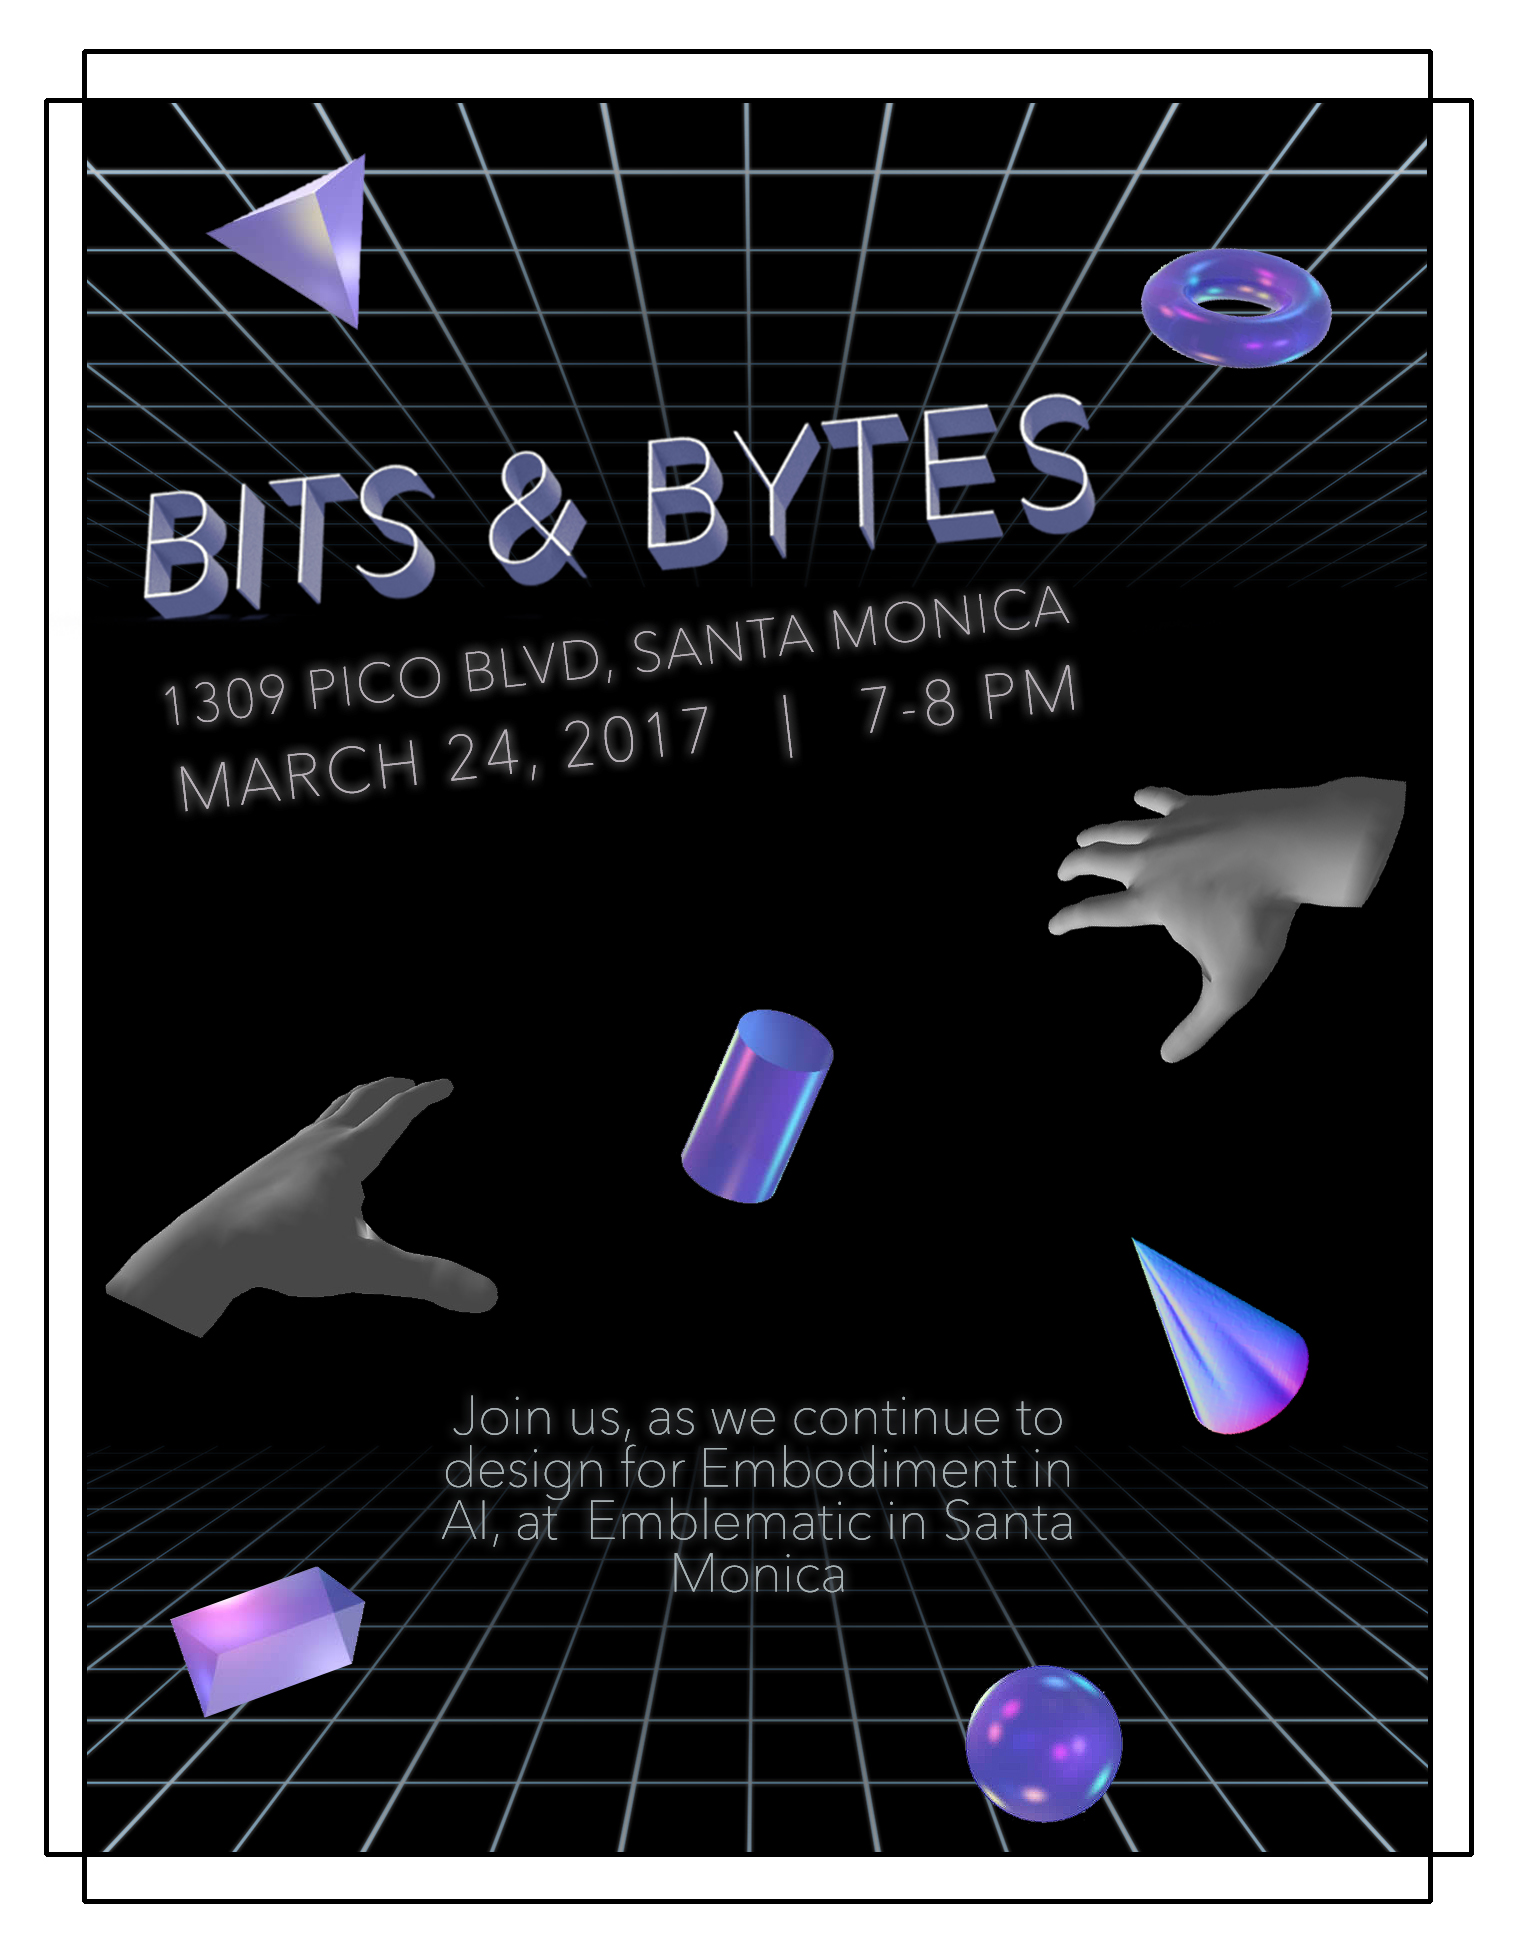 BITS & BYTES
1309 PICO BLVD, SANTA MONICA
MARCH 24, 2017 | 7-8 PM
Join us, as we continue to
design for Embodiment in
AI, at Emblematic in Santa
Monica